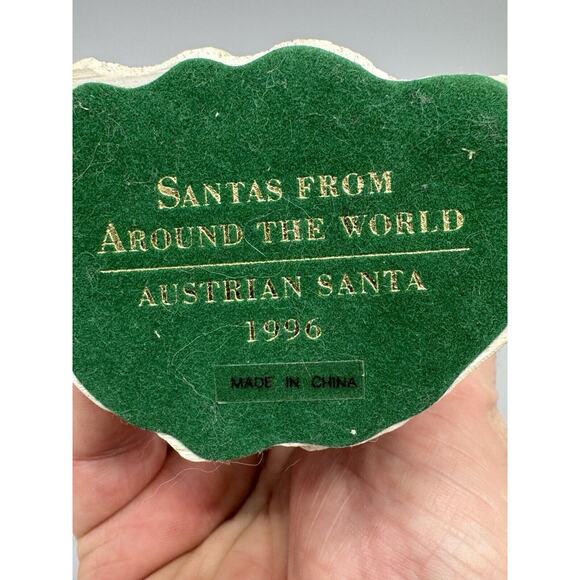 SANTAS FROM
AROUND THE WORLD
AUSTRIAN SANTA
1996
MADE IN CHINA